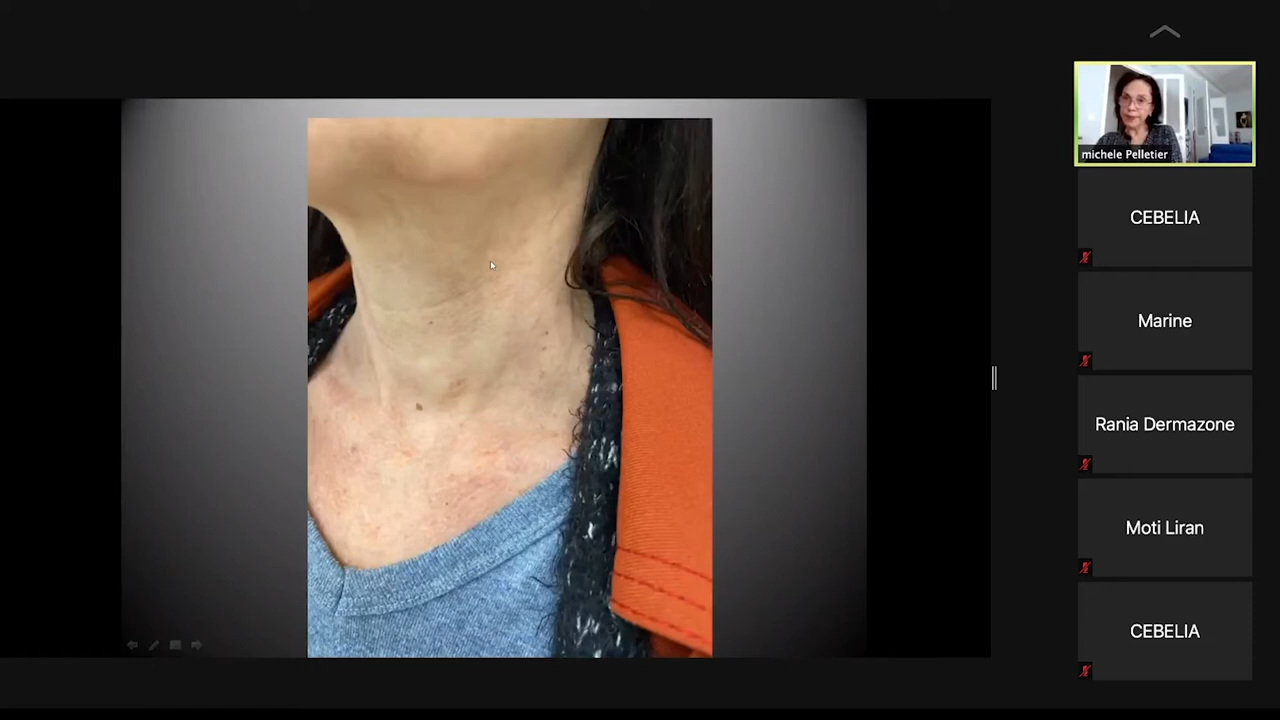 michele Pelletier
CEBELIA
Marine
Rania Dermazone
Moti Liran
CEBELIA